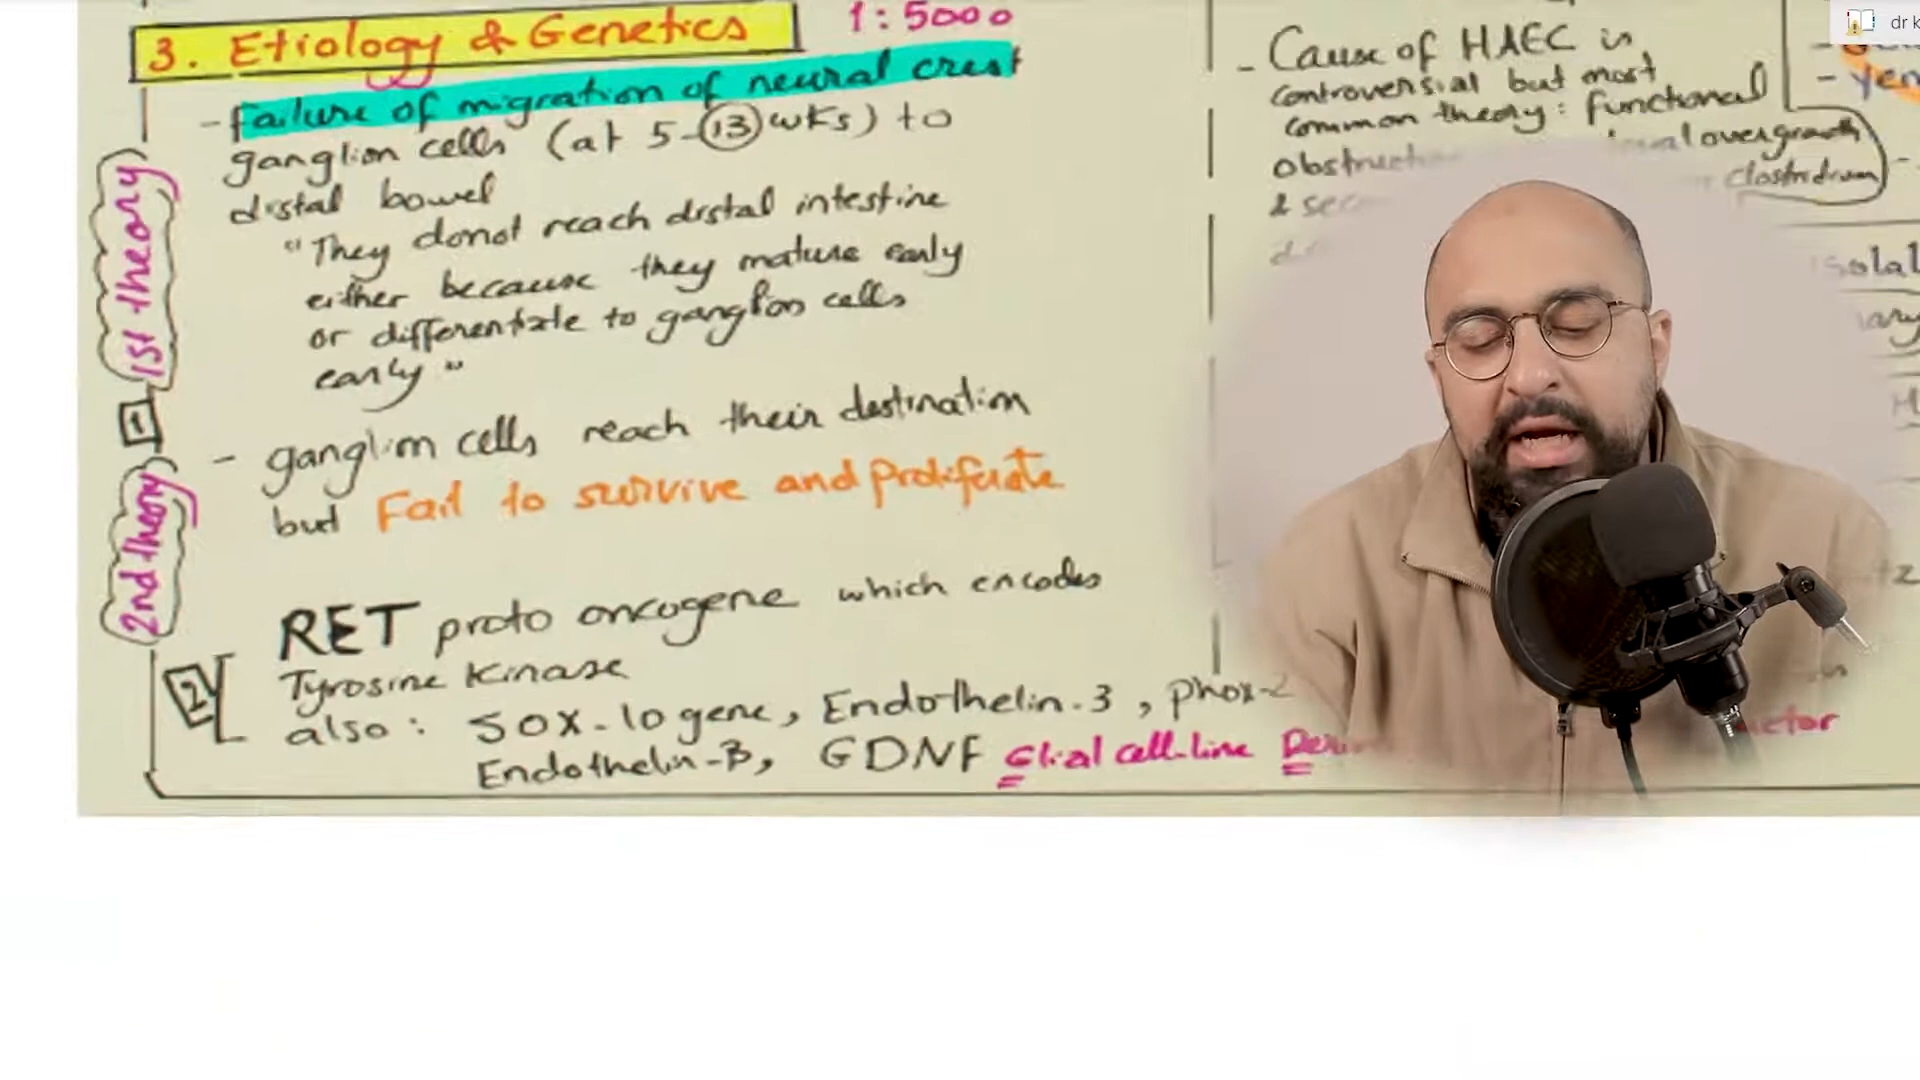 3. Etiology & Genetics
1:5000
- failure of migration of neural crest
ganglion cells (at 5-13 wks) to
distal bowel
"They donot reach distal intestine
either because they mature early
or differentiate to ganglion cells
early"
1st theory
1
- ganglion cells reach their destination
but Fail to survive and proliferate
2nd theory
2
RET proto oncogene which encodes
Tyrosine Kinase
also: SOX-10 gene, Endothelin-3, phox-2
Endothelin-B, GDNF Glial cell-line
- Cause of HAEC is
controversial but most
common theory: functional
overgrowth
clostridium
dr k